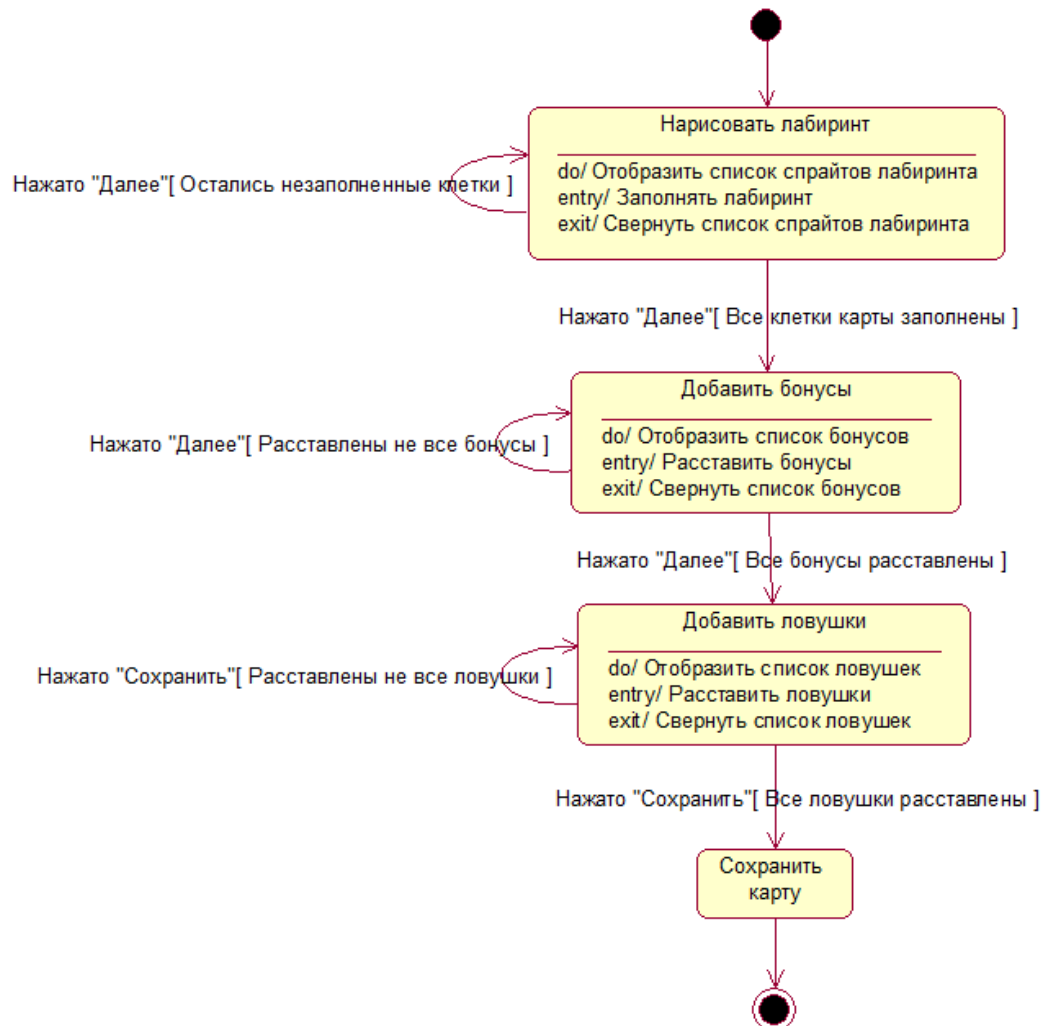 Нарисовать лабиринт
do/ Отобразить список спрайтов лабиринта
entry/ Заполнять лабиринт
exit/ Свернуть список спрайтов лабиринта
Нажато "Далее"[ Остались незаполненные клетки ]
Нажато "Далее"[ Все клетки карты заполнены ]
Добавить бонусы
do/ Отобразить список бонусов
entry/ Расставить бонусы
exit/ Свернуть список бонусов
Нажато "Далее"[ Расставлены не все бонусы ]
Нажато "Далее"[ Все бонусы расставлены ]
Добавить ловушки
do/ Отобразить список ловушек
entry/ Расставить ловушки
exit/ Свернуть список ловушек
Нажато "Сохранить"[ Расставлены не все ловушки ]
Нажато "Сохранить"[ Все ловушки расставлены ]
Сохранить
карту